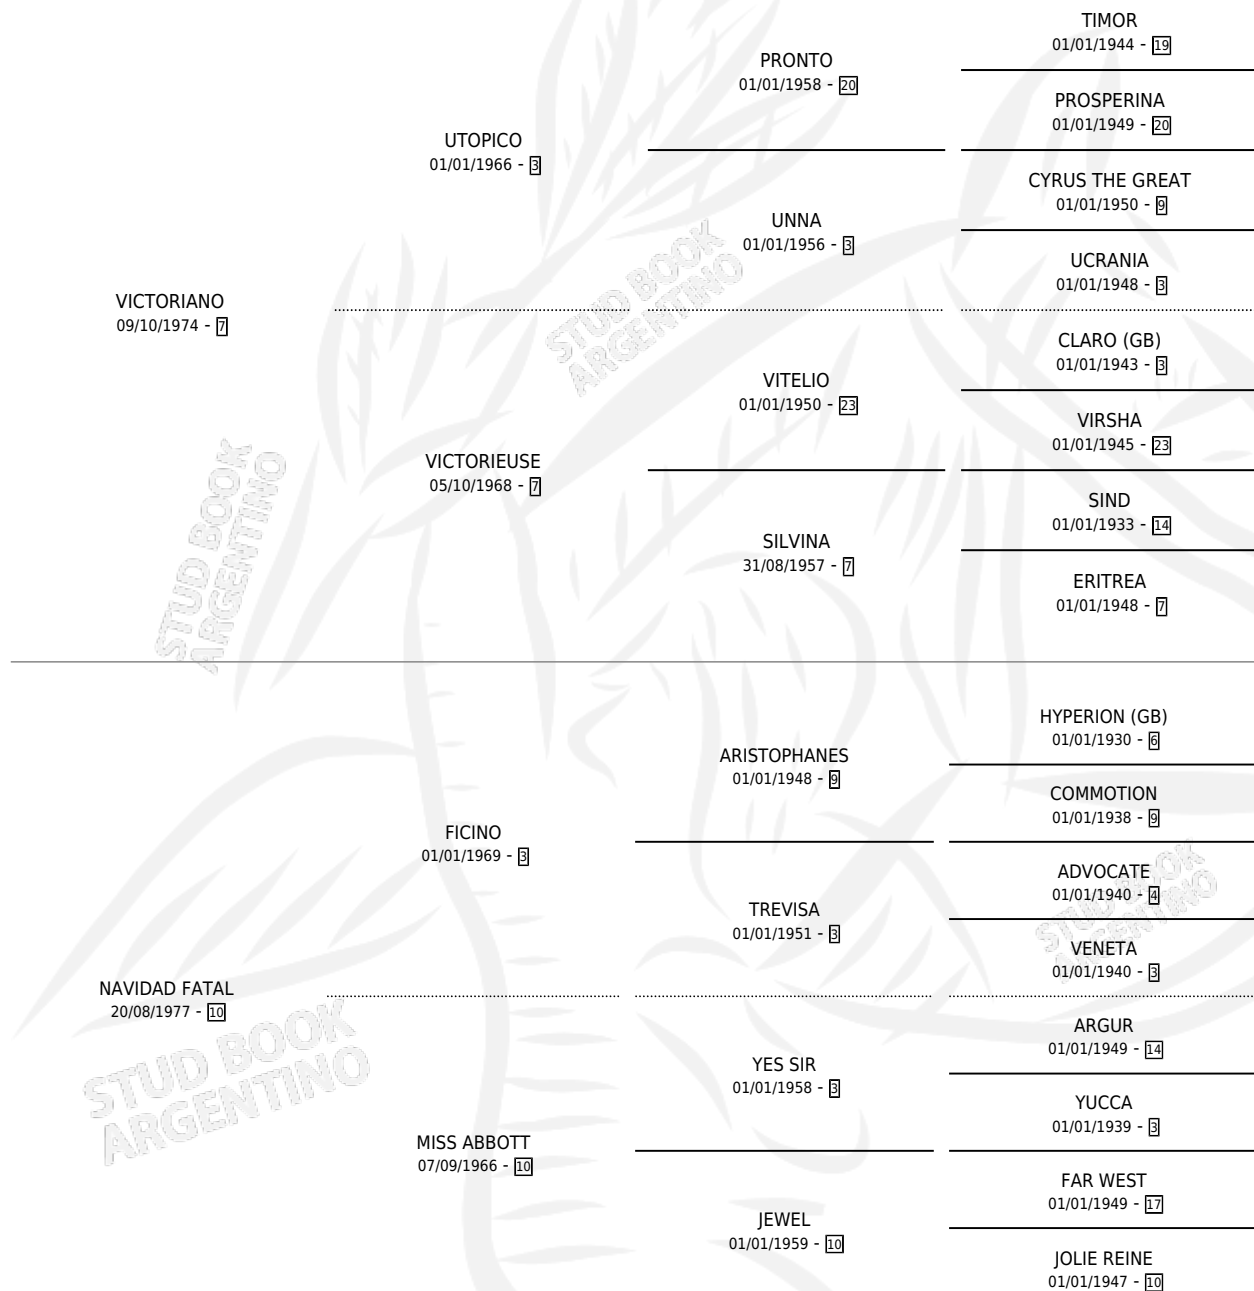 TIMOR
01/01/1944 - 19
PRONTO
01/01/1958 - 20
PROSPERINA
01/01/1949 - 20
UTOPICO
01/01/1966 - 3
CYRUS THE GREAT
01/01/1950 - 9
UNNA
01/01/1956 - 3
UCRANIA
01/01/1948 - 3
VICTORIANO
09/10/1974 - 7
CLARO (GB)
01/01/1943 - 3
VITELIO
01/01/1950 - 23
VIRSHA
01/01/1945 - 23
VICTORIEUSE
05/10/1968 - 7
SIND
01/01/1933 - 14
SILVINA
31/08/1957 - 7
ERITREA
01/01/1948 - 7
HYPERION (GB)
01/01/1930 - 6
ARISTOPHANES
01/01/1948 - 9
COMMOTION
01/01/1938 - 9
FICINO
01/01/1969 - 3
ADVOCATE
01/01/1940 - 4
TREVISA
01/01/1951 - 3
VENETA
01/01/1940 - 3
NAVIDAD FATAL
20/08/1977 - 10
ARGUR
01/01/1949 - 14
YES SIR
01/01/1958 - 3
YUCCA
01/01/1939 - 3
MISS ABBOTT
07/09/1966 - 10
FAR WEST
01/01/1949 - 17
JEWEL
01/01/1959 - 10
JOLIE REINE
01/01/1947 - 10
STUD BOOK
ARGENTINO
STUD BOOK
ARGENTINO
STUD BOOK
ARGENTINO
STUD BOOK
ARGENTINO